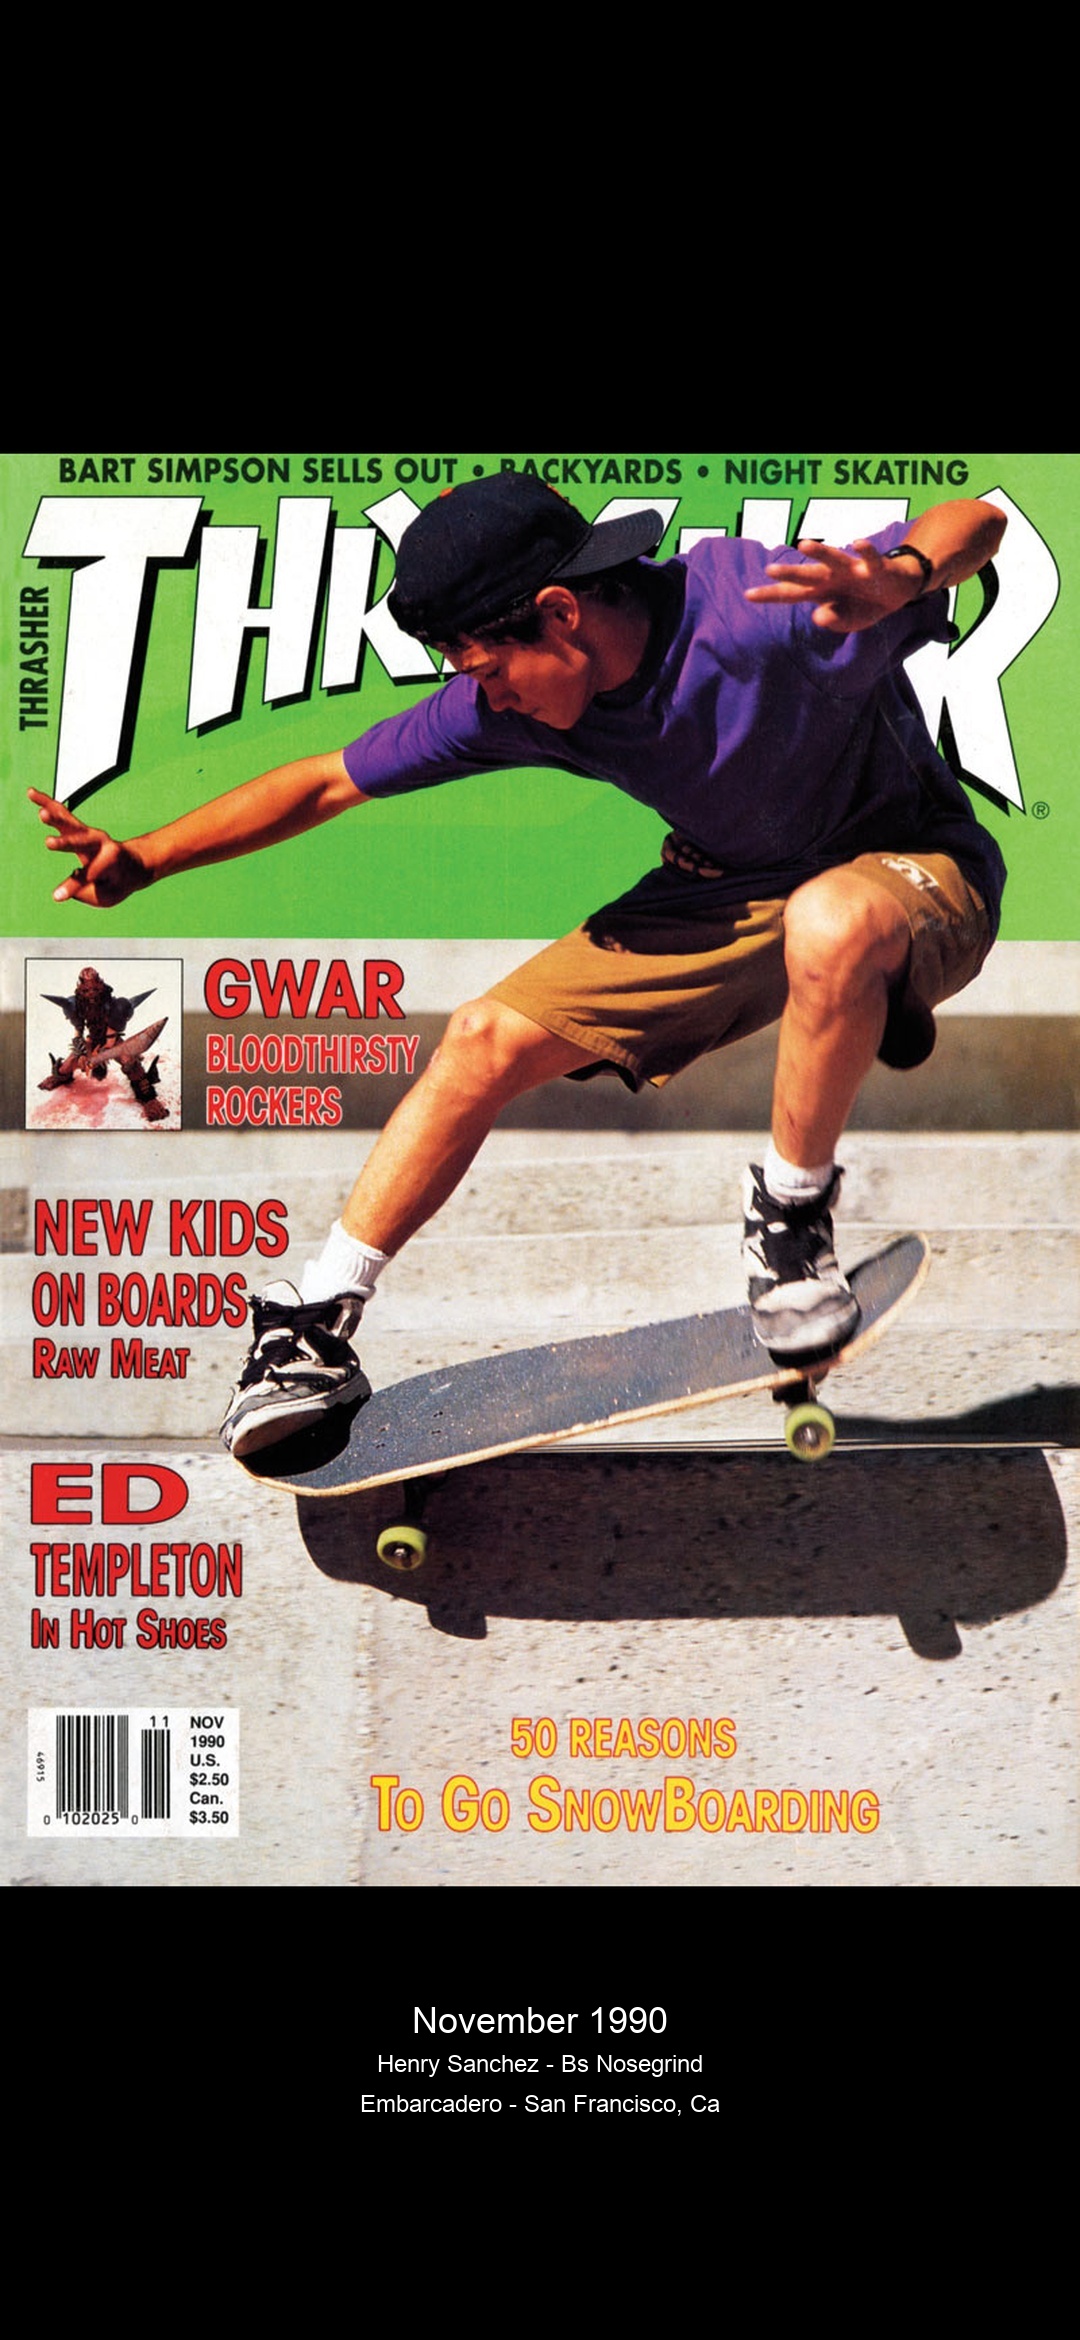 BART SIMPSON SELLS OUT • BACKYARDS • NIGHT SKATING
THRASHER
THRASHER
®
GWAR
BLOODTHIRSTY
ROCKERS
NEW KIDS
ON BOARDS
RAW MEAT
ED
TEMPLETON
IN HOT SHOES
11
NOV
1990
U.S.
$2.50
Can.
$3.50
46915
0 102025 0
50 REASONS
TO GO SNOWBOARDING
November 1990
Henry Sanchez - Bs Nosegrind
Embarcadero - San Francisco, Ca